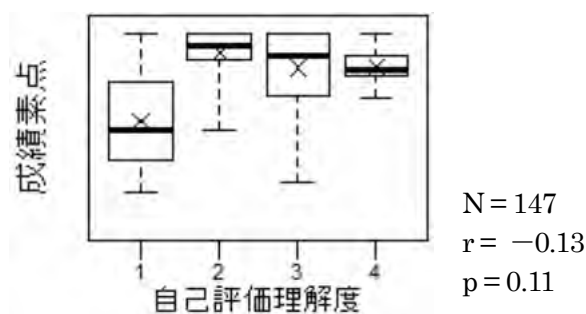 成績素点
1 2 3 4
自己評価理解度
N = 147
r = −0.13
p = 0.11